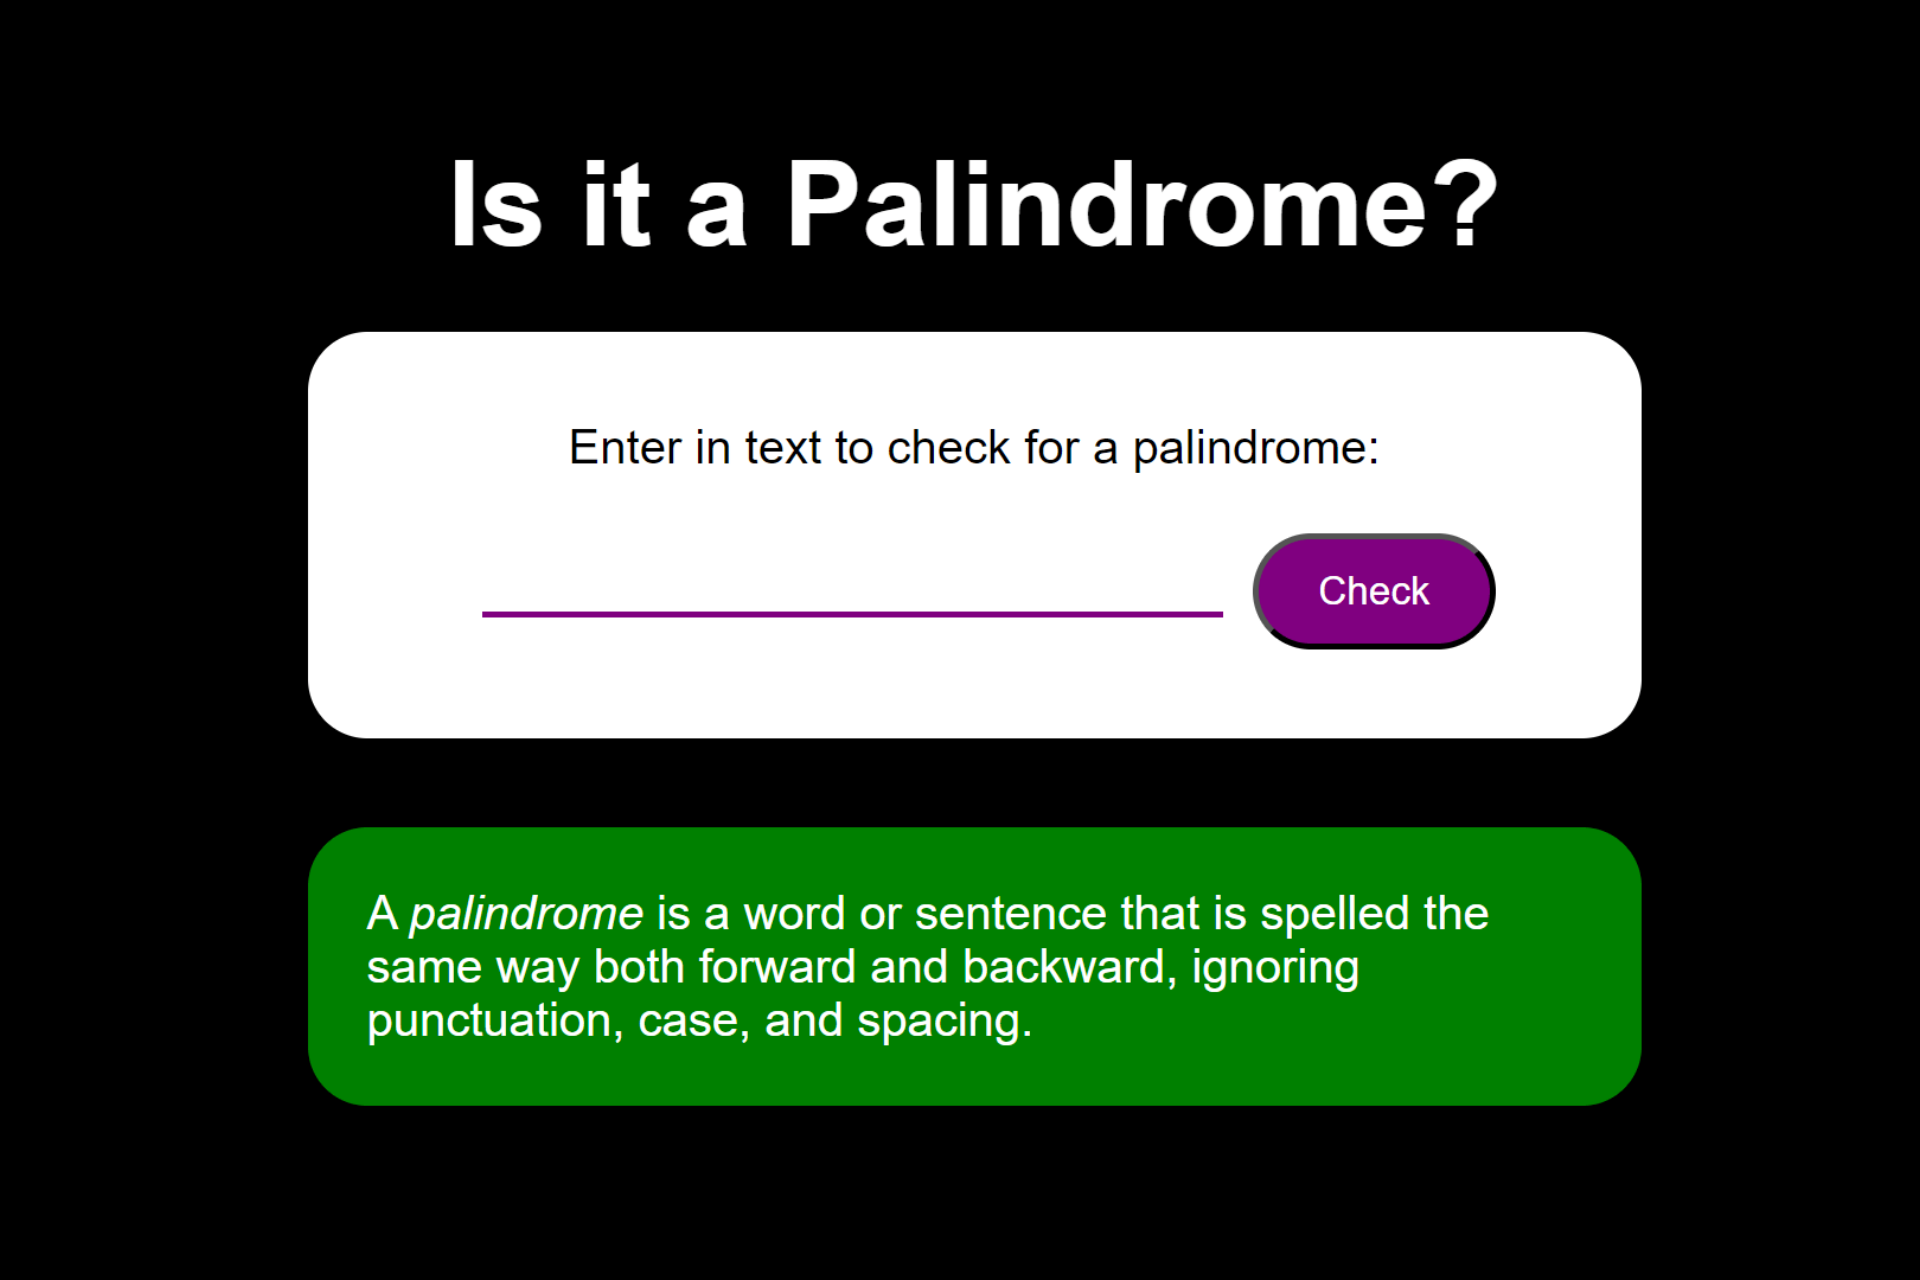 Is it a Palindrome?
Enter in text to check for a palindrome:
Check
A palindrome is a word or sentence that is spelled the
same way both forward and backward, ignoring
punctuation, case, and spacing.